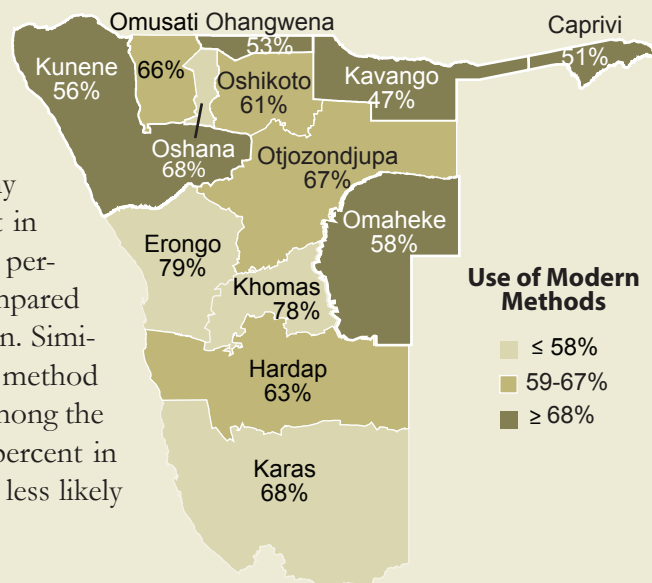 Omusati Ohangwena
53%
Caprivi
51%
Kunene
56%
66%
Oshikoto
61%
Kavango
47%
Oshana
68%
Otjozondjupa
67%
Omaheke
58%
Erongo
79%
Khomas
78%
Hardap
63%
Karas
68%
Use of Modern
Methods
≤ 58%
59-67%
≥ 68%
in
per-
mpared
n. Simi-
method
mong the
percent in
less likely